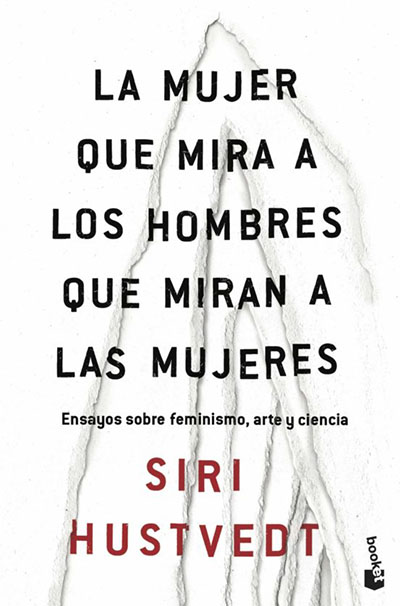 LA MUJER
QUE MIRA A
LOS HOMBRES
QUE MIRAN A
LAS MUJERES
Ensayos sobre feminismo, arte y ciencia
SIRI
HUSTVEDT
booket